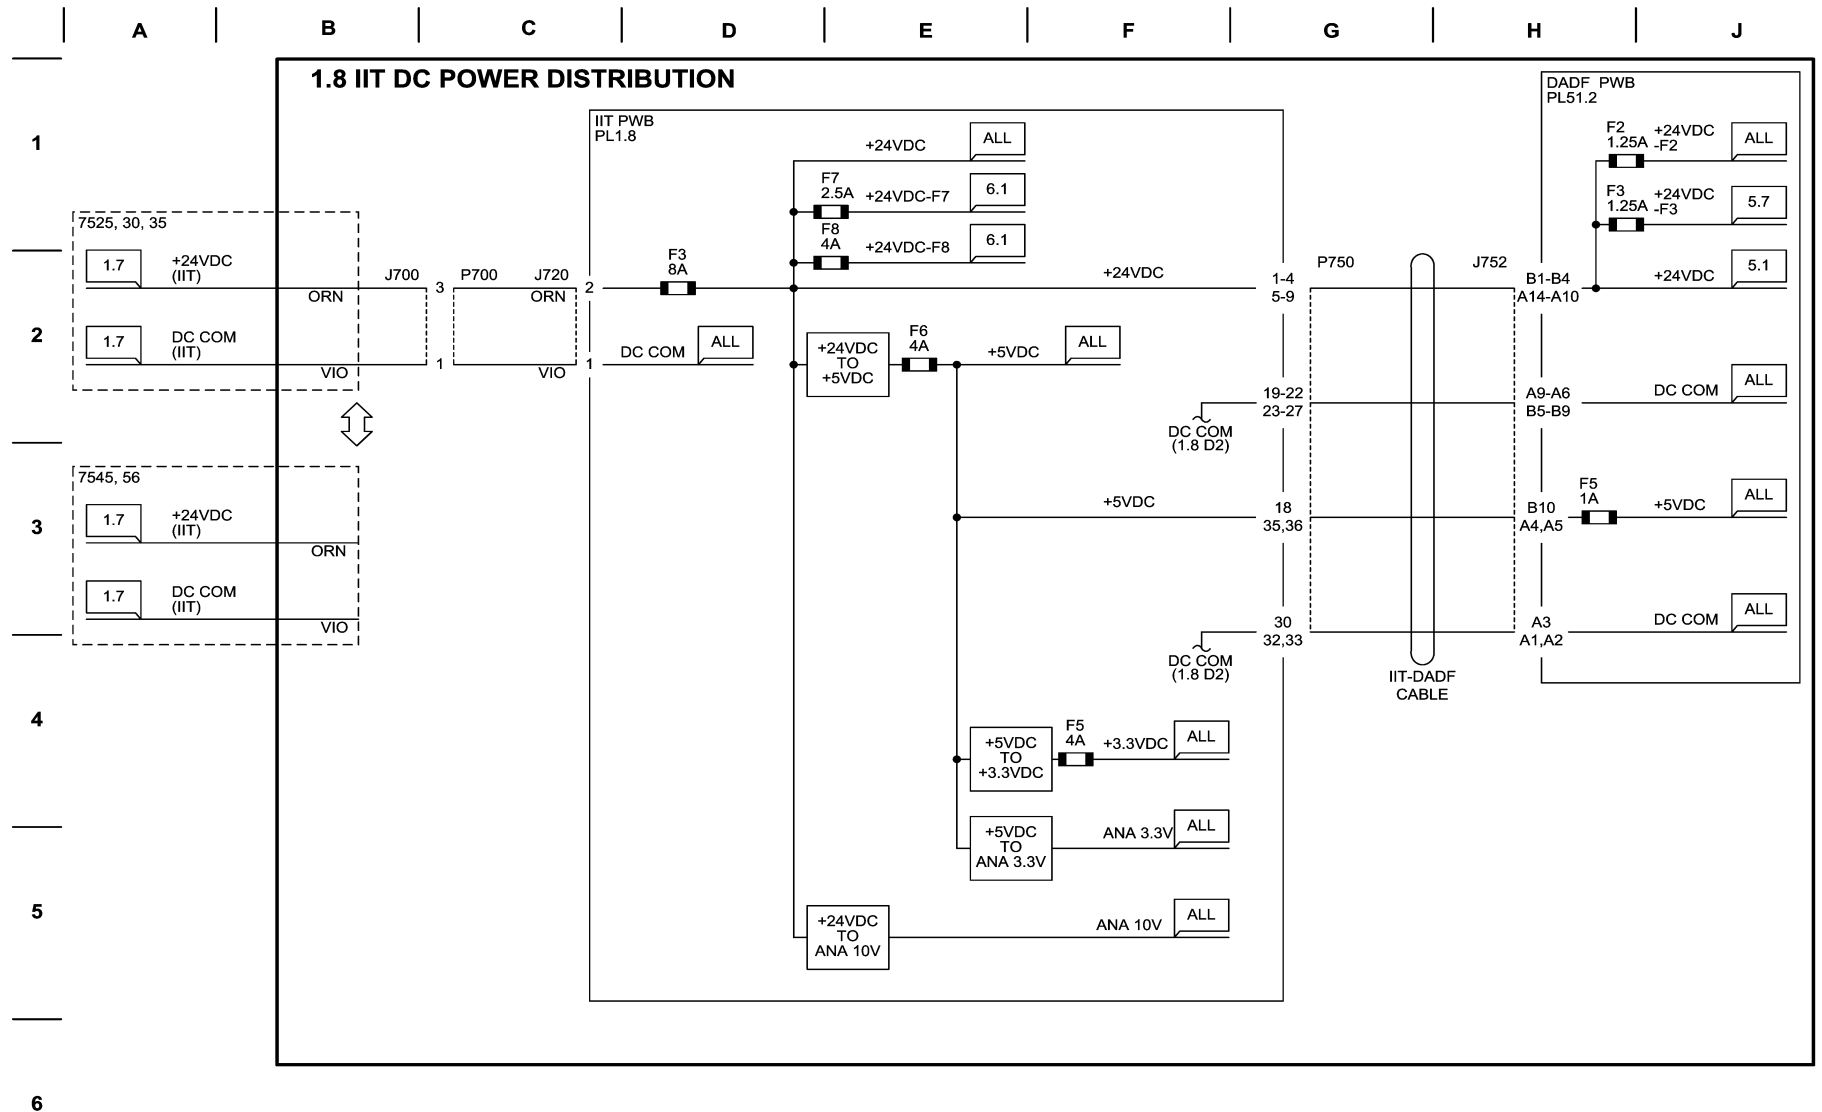 A B C D E F G H J
1
2
3
4
5
6
1.8 IIT DC POWER DISTRIBUTION
7525, 30, 35
1.7
+24VDC
(IIT)
ORN
1.7
DC COM
(IIT)
VIO
7545, 56
1.7
+24VDC
(IIT)
ORN
1.7
DC COM
(IIT)
VIO
J700
3
1
P700
J720
ORN
VIO
2
1
IIT PWB
PL1.8
F3
8A
DC COM
ALL
+24VDC
ALL
F7
2.5A
+24VDC-F7
6.1
F8
4A
+24VDC-F8
6.1
+24VDC
+24VDC
TO
+5VDC
F6
4A
+5VDC
ALL
DC COM
(1.8 D2)
+5VDC
DC COM
(1.8 D2)
+5VDC
TO
+3.3VDC
F5
4A
+3.3VDC
ALL
+5VDC
TO
ANA 3.3V
ANA 3.3V
ALL
+24VDC
TO
ANA 10V
ANA 10V
ALL
1-4
5-9
19-22
23-27
18
35,36
30
32,33
P750
IIT-DADF
CABLE
J752
B1-B4
A14-A10
A9-A6
B5-B9
B10
A4,A5
A3
A1,A2
DADF PWB
PL51.2
F2
1.25A
+24VDC
-F2
ALL
F3
1.25A
+24VDC
-F3
5.7
+24VDC
5.1
DC COM
ALL
F5
1A
+5VDC
ALL
DC COM
ALL